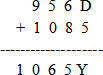 9 5 6 D
+ 1 0 8 5
--------------------
1 0 6 5 Y